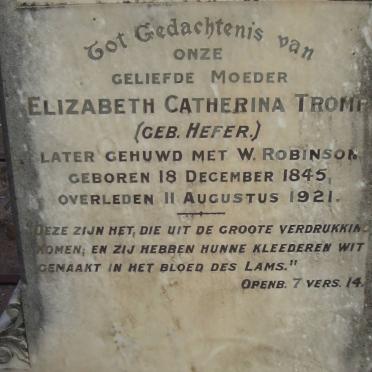 Tot Gedachtenis van
ONZE
GELIEFDE MOEDER
ELIZABETH CATHERINA TROMP
(GEB. HEFER.)
LATER GEHUWD MET W. ROBINSON
GEBOREN 18 DECEMBER 1845,
OVERLEDEN 11 AUGUSTUS 1921.
"DEZE ZIJN HET, DIE UIT DE GROOTE VERDRUKKING
KOMEN; EN ZIJ HEBBEN HUNNE KLEEDEREN WIT
GEMAAKT IN HET BLOED DES LAMS."
OPENB. 7 VERS. 14.